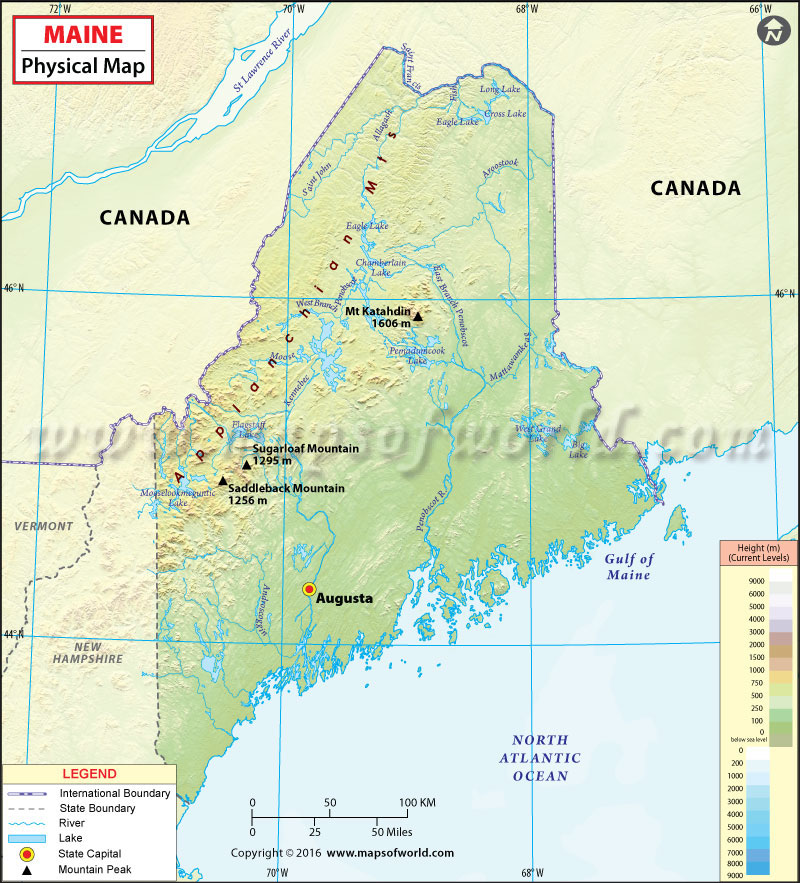 72°W
70°W
68°W
66°W
MAINE
Physical Map
N
St Lawrence River
Saint Francis
Long Lake
Fish
Cross Lake
Eagle Lake
Allagash
Aroostook
Saint John
CANADA
CANADA
Eagle Lake
Chamberlain
Lake
46°N
46°N
West Branch Penobscot
East Branch Penobscot
Mt Katahdin
1606 m
Pemaduncook
Lake
Mattawankeag
Moose
Kennebec
Applanchian Mts
www.mapsofworld.com
Flagstaff
Lake
West Grand
Lake
Big
Lake
Sugarloaf Mountain
1295 m
Saddleback Mountain
1256 m
Mooselookmeguntic
Lake
Penobscot R.
VERMONT
Gulf of
Maine
Augusta
Androscoggin
44°N
44°N
NEW
HAMPSHIRE
NORTH
ATLANTIC
OCEAN
Height (m)
(Current Levels)
9000
6000
5000
4000
3000
2000
1000
750
500
250
100
0
below sea level
0
200
1000
2000
3000
4000
5000
6000
7000
8000
9000
LEGEND
International Boundary
State Boundary
River
Lake
State Capital
Mountain Peak
0 50 100 KM
0 25 50 Miles
Copyright © 2016 www.mapsofworld.com
70°W
68°W